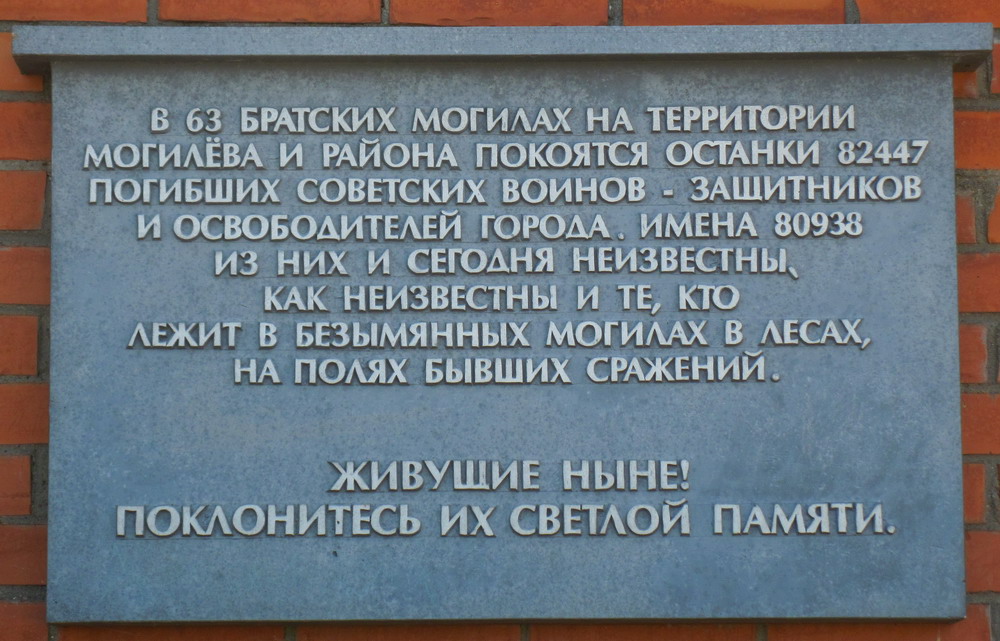 В 63 БРАТСКИХ МОГИЛАХ НА ТЕРРИТОРИИ
МОГИЛЁВА И РАЙОНА ПОКОЯТСЯ ОСТАНКИ 82447
ПОГИБШИХ СОВЕТСКИХ ВОИНОВ - ЗАЩИТНИКОВ
И ОСВОБОДИТЕЛЕЙ ГОРОДА. ИМЕНА 80938
ИЗ НИХ И СЕГОДНЯ НЕИЗВЕСТНЫ,
КАК НЕИЗВЕСТНЫ И ТЕ, КТО
ЛЕЖИТ В БЕЗЫМЯННЫХ МОГИЛАХ В ЛЕСАХ,
НА ПОЛЯХ БЫВШИХ СРАЖЕНИЙ.
ЖИВУЩИЕ НЫНЕ!
ПОКЛОНИТЕСЬ ИХ СВЕТЛОЙ ПАМЯТИ.